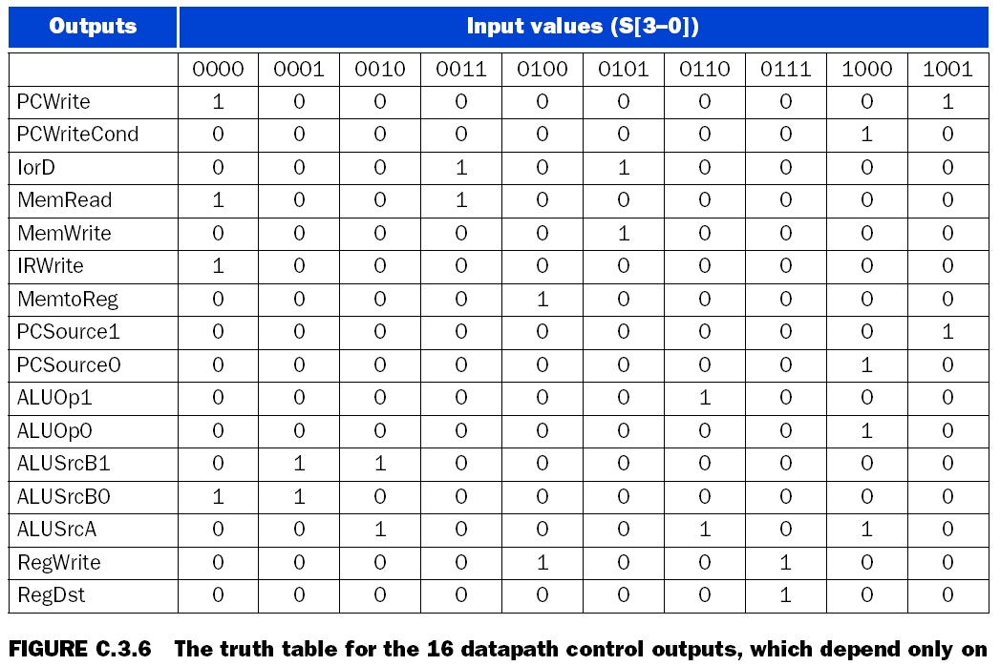 Outputs Input values (S[3–0])
0000 0001 0010 0011 0100 0101 0110 0111 1000 1001
PCWrite 1 0 0 0 0 0 0 0 0 1
PCWriteCond 0 0 0 0 0 0 0 0 1 0
IorD 0 0 0 1 0 1 0 0 0 0
MemRead 1 0 0 1 0 0 0 0 0 0
MemWrite 0 0 0 0 0 1 0 0 0 0
IRWrite 1 0 0 0 0 0 0 0 0 0
MemtoReg 0 0 0 0 1 0 0 0 0 0
PCSource1 0 0 0 0 0 0 0 0 0 1
PCSource0 0 0 0 0 0 0 0 0 1 0
ALUOp1 0 0 0 0 0 0 1 0 0 0
ALUOp0 0 0 0 0 0 0 0 0 1 0
ALUSrcB1 0 1 1 0 0 0 0 0 0 0
ALUSrcB0 1 1 0 0 0 0 0 0 0 0
ALUSrcA 0 0 1 0 0 0 1 0 1 0
RegWrite 0 0 0 0 1 0 0 1 0 0
RegDst 0 0 0 0 0 0 0 1 0 0
FIGURE C.3.6 The truth table for the 16 datapath control outputs, which depend only on